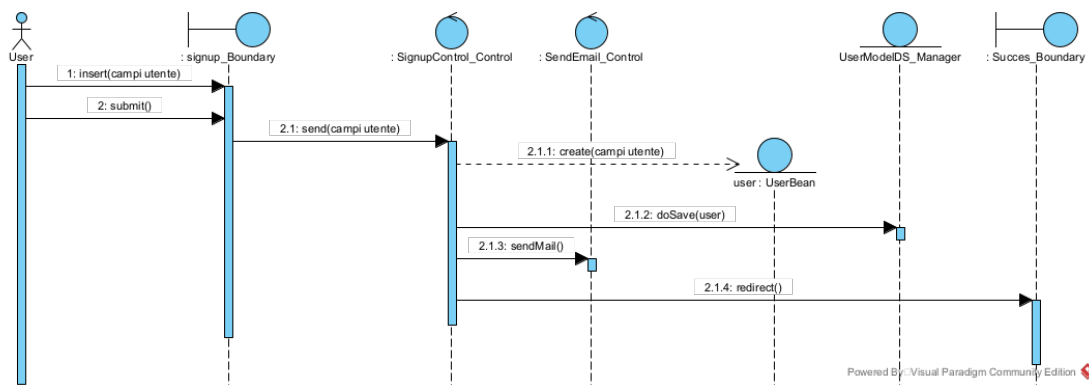 User
: signup_Boundary
: SignupControl_Control
: SendEmail_Control
UserModelDS_Manager
: Succes_Boundary
1: insert(campi utente)
2: submit()
2.1: send(campi utente)
2.1.1: create(campi utente)
user : UserBean
2.1.2: doSave(user)
2.1.3: sendMail()
2.1.4: redirect()
Powered By Visual Paradigm Community Edition